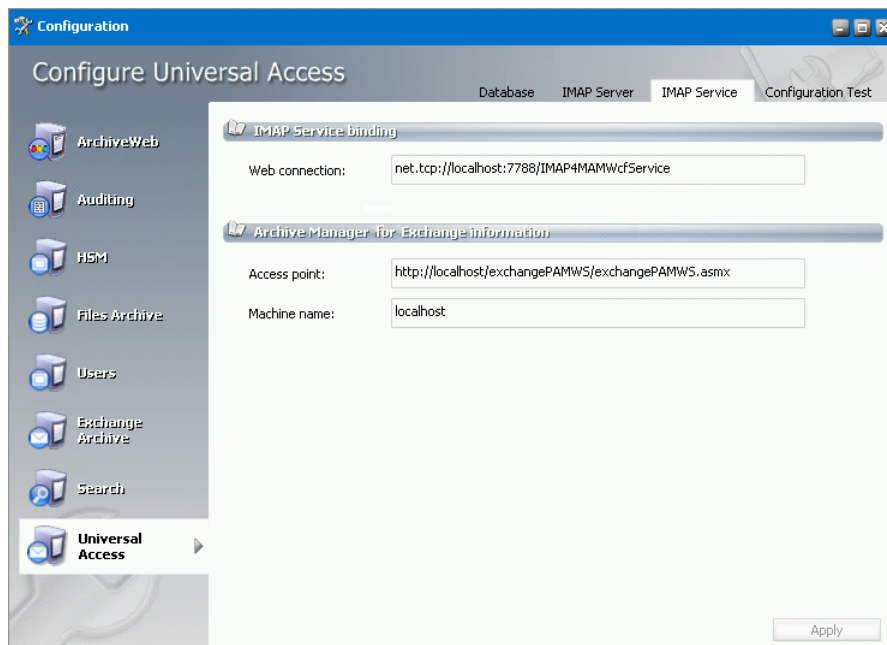 Configuration
Configure Universal Access
Database IMAP Server IMAP Service Configuration Test
ArchiveWeb
Auditing
HSM
Files Archive
Users
Exchange
Archive
Search
Universal
Access
IMAP Service binding
Web connection: net.tcp://localhost:7788/IMAP4MAMWcfService
Archive Manager for Exchange information
Access point: http://localhost/exchangePAMWS/exchangePAMWS.asmx
Machine name: localhost
Apply